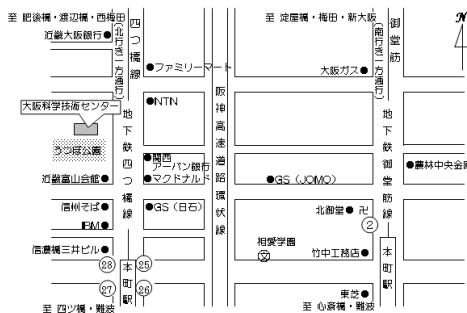 至 肥後橋・渡辺橋・西梅田
至 淀屋橋・梅田・新大阪
N
近畿大阪銀行
(北行き一方通行)
四つ橋線
ファミリーマート
大阪ガス
(南行き一方通行)
御堂筋
NTN
大阪科学技術センター
うつぼ公園
地下鉄四つ橋線
阪神高速道路環状線
地下鉄御堂筋線
関西
アーバン銀行
マクドナルド
近畿富山会館
GS(JOMO)
農林中央金庫
信州そば
GS(日石)
北御堂 卍
IBM
2
相愛学園
文
竹中工務店
信濃橋三井ビル
28
25
本町駅
本町駅
27
26
東芝
至 四ツ橋・難波
至 心斎橋・難波